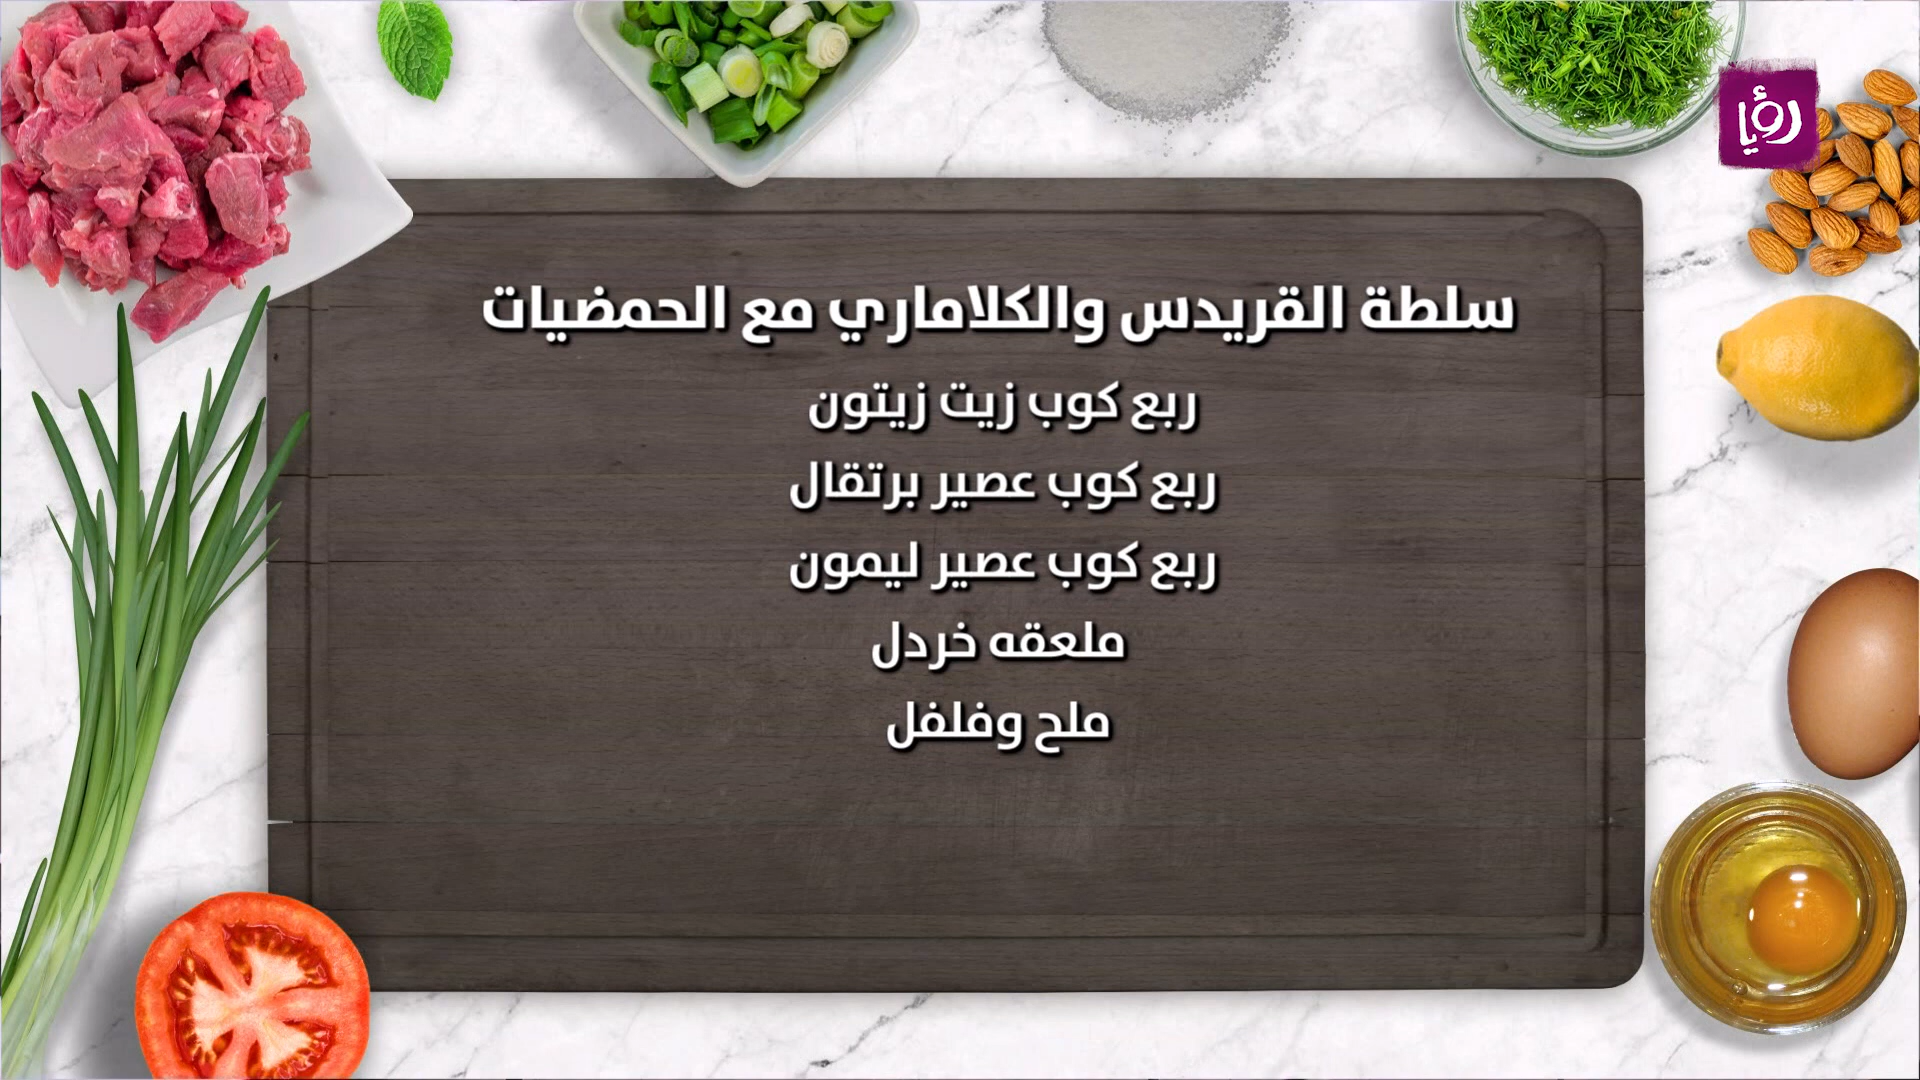 رؤيا
سلطة القريدس والكلاماري مع الحمضيات
ربع كوب زيت زيتون
ربع كوب عصير برتقال
ربع كوب عصير ليمون
ملعقه خردل
ملح وفلفل